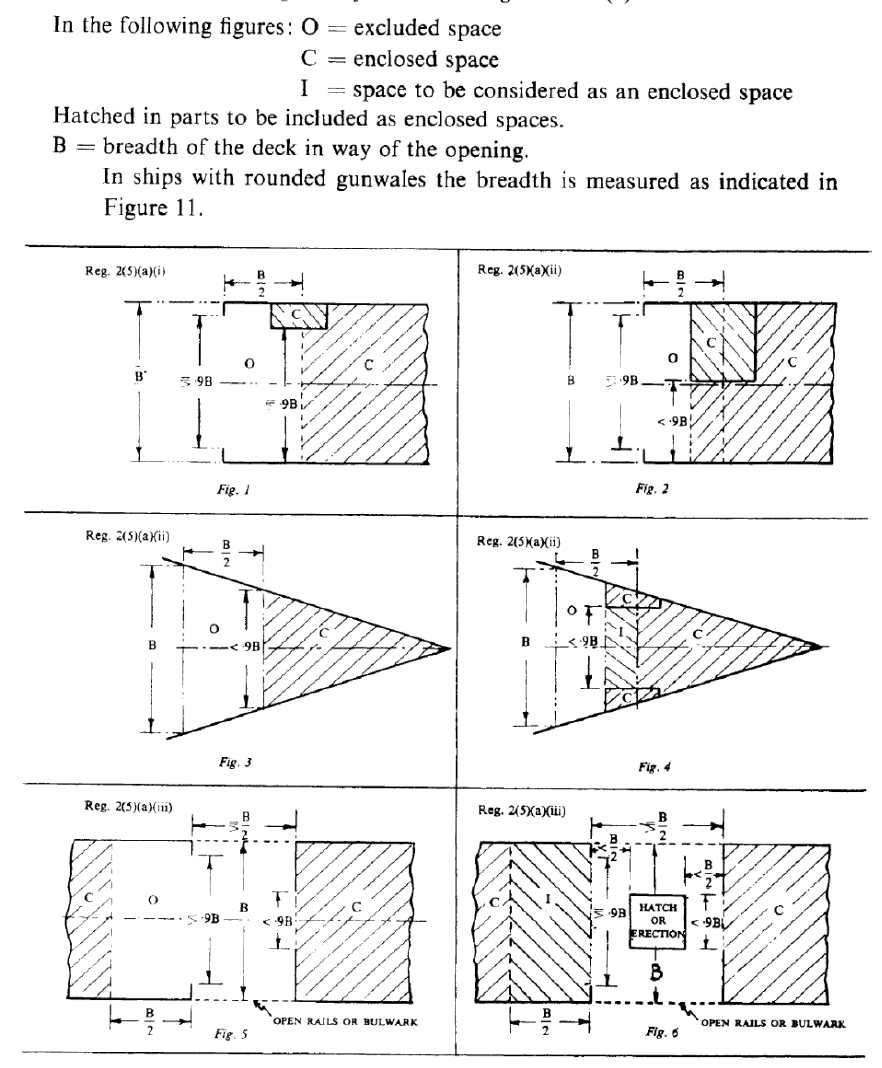 In the following figures: O = excluded space
C = enclosed space
I = space to be considered as an enclosed space
Hatched in parts to be included as enclosed spaces.
B = breadth of the deck in way of the opening.
In ships with rounded gunwales the breadth is measured as indicated in
Figure 11.
Reg. 2(5)(a)(i)
B
2
C
O
C
B
·9B
·9B
Fig. 1
Reg. 2(5)(a)(ii)
B
2
C
O
C
B
·9B
< ·9B
Fig. 2
Reg. 2(5)(a)(ii)
B
2
O
C
B
< ·9B
Fig. 3
Reg. 2(5)(a)(ii)
B
2
C
O
I
C
B
< ·9B
C
Fig. 4
Reg. 2(5)(a)(iii)
B
2
C
O
C
·9B
B
< ·9B
B
2
OPEN RAILS OR BULWARK
Fig. 5
Reg. 2(5)(a)(iii)
B
2
< B
2
< B
2
C
I
C
·9B
HATCH
OR
ERECTION
< ·9B
B
B
2
OPEN RAILS OR BULWARK
Fig. 6